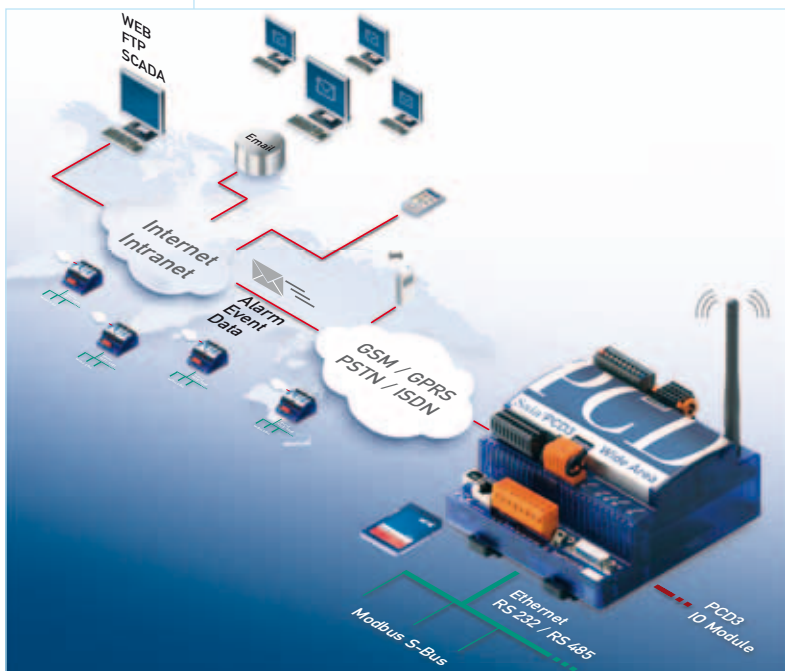 WEB
FTP
SCADA
Email
Internet
Intranet
Alarm
Event
Data
GSM / GPRS
PSTN / ISDN
PCD
Saia®PCD3
Wide Area
Ethernet
RS 232 / RS 485
Modbus S-Bus
PCD3
IO Module